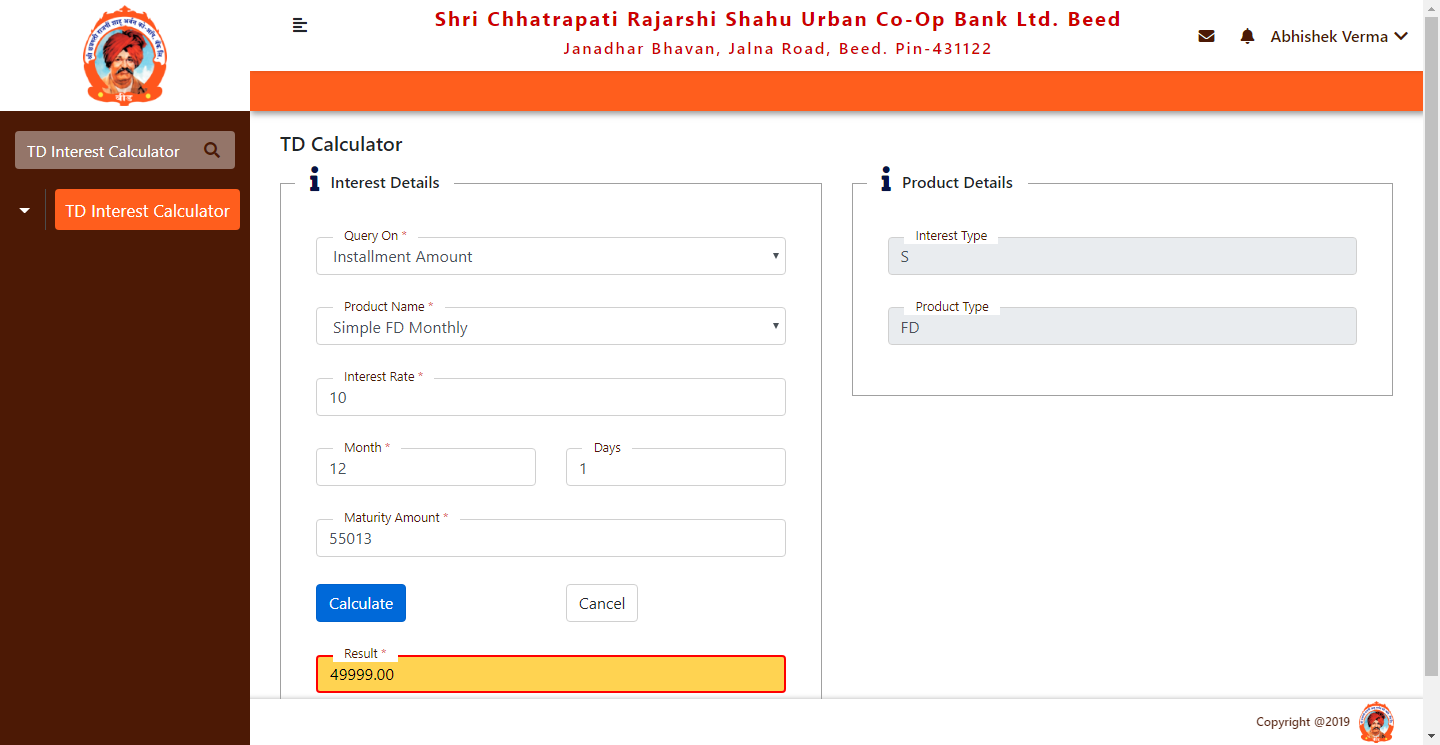 Shri Chhatrapati Rajarshi Shahu Urban Co-Op Bank Ltd. Beed
Janadhar Bhavan, Jalna Road, Beed. Pin-431122
Abhishek Verma
बीड
TD Interest Calculator
TD Interest Calculator
TD Calculator
Interest Details
Query On *
Installment Amount
Product Name *
Simple FD Monthly
Interest Rate *
10
Month *
12
Days
1
Maturity Amount *
55013
Calculate
Cancel
Result *
49999.00
Product Details
Interest Type
S
Product Type
FD
Copyright @2019